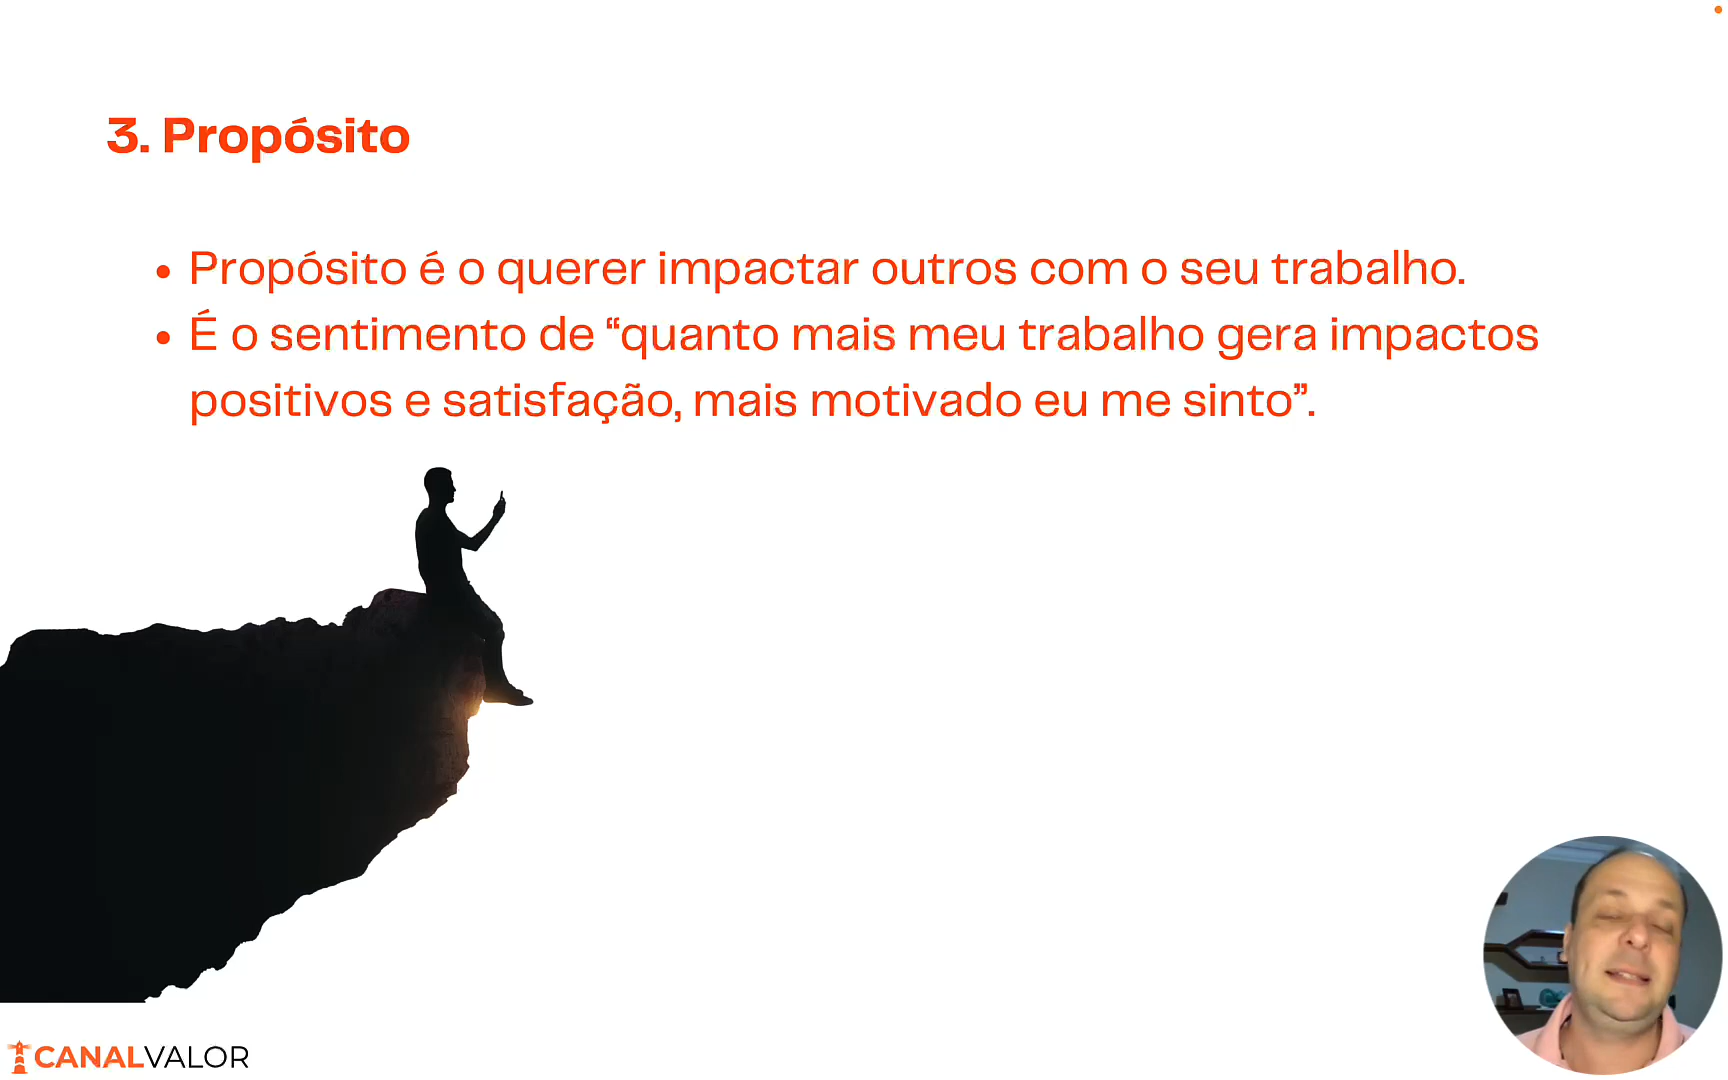 3. Propósito
• Propósito é o querer impactar outros com o seu trabalho.
• É o sentimento de “quanto mais meu trabalho gera impactos
positivos e satisfação, mais motivado eu me sinto”.
CANALVALOR